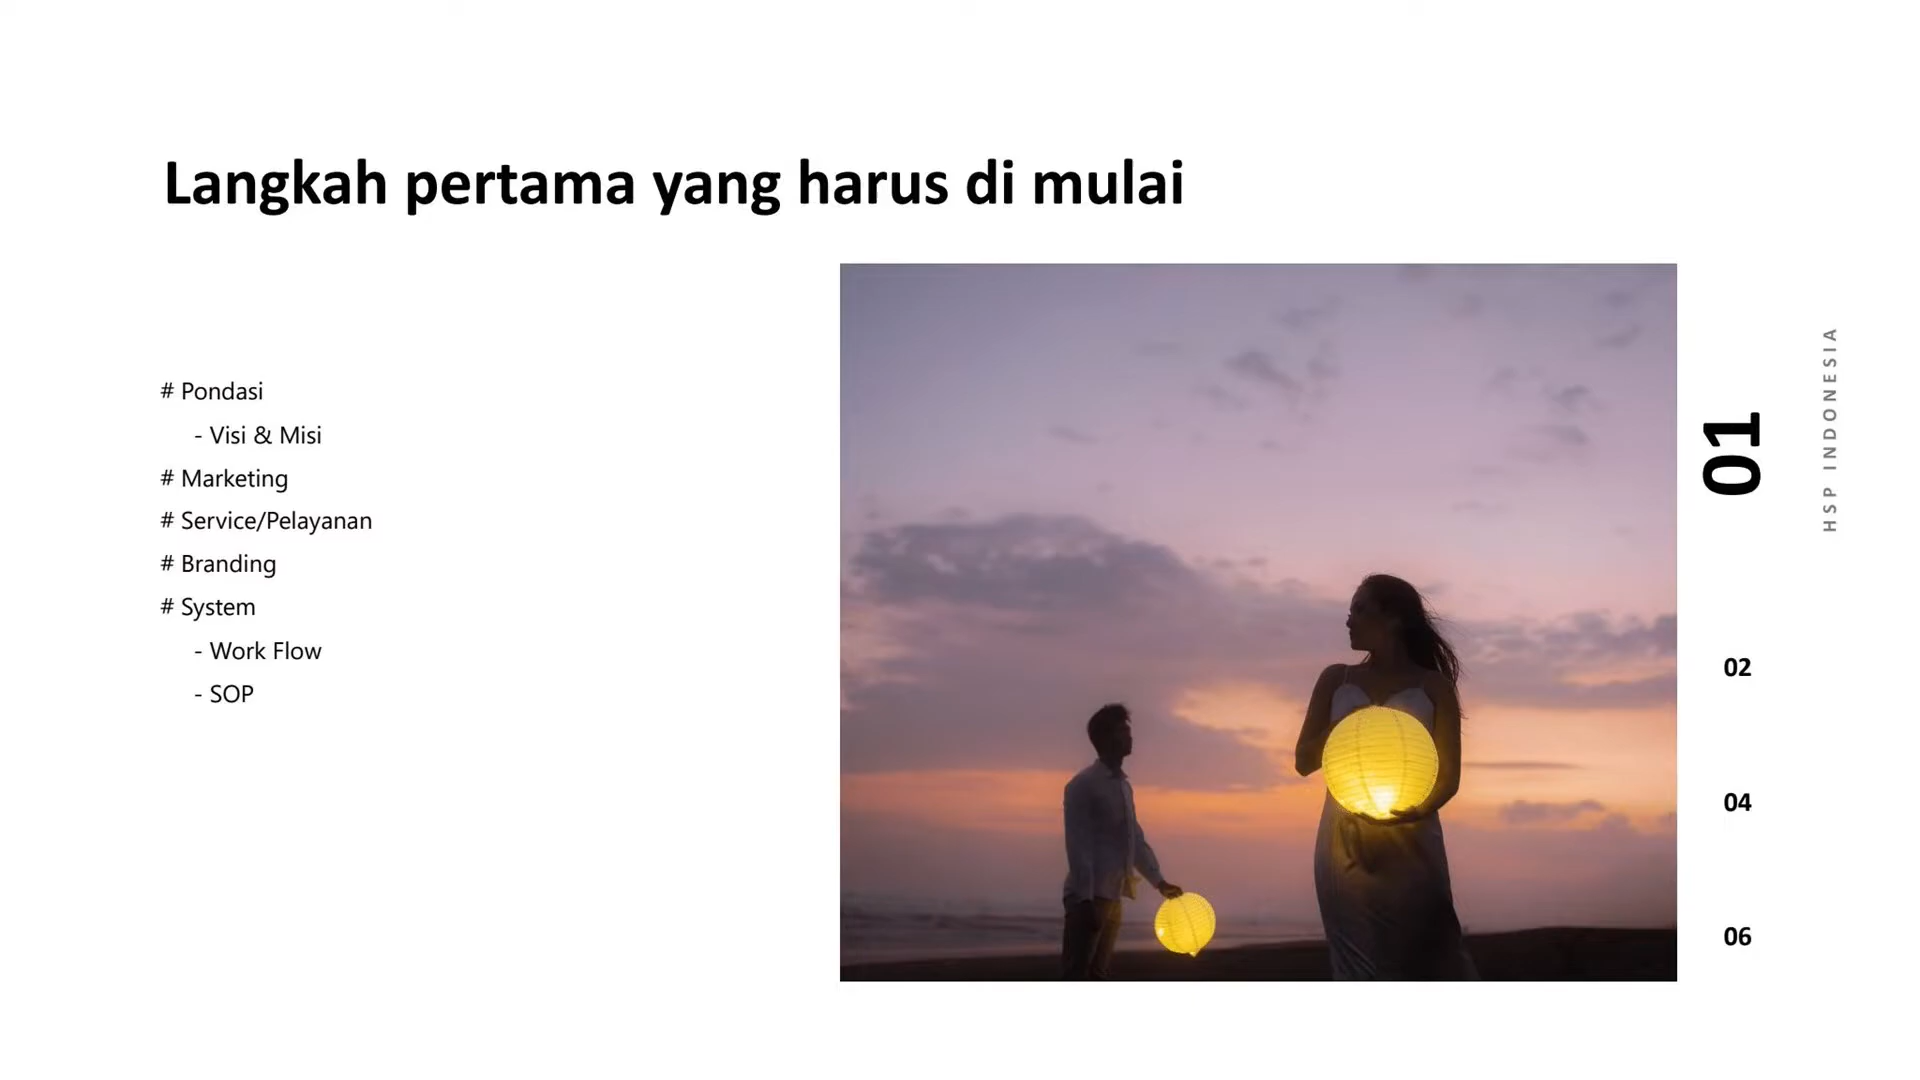 Langkah pertama yang harus di mulai
# Pondasi
- Visi & Misi
# Marketing
# Service/Pelayanan
# Branding
# System
- Work Flow
- SOP
01
HSP INDONESIA
02
04
06